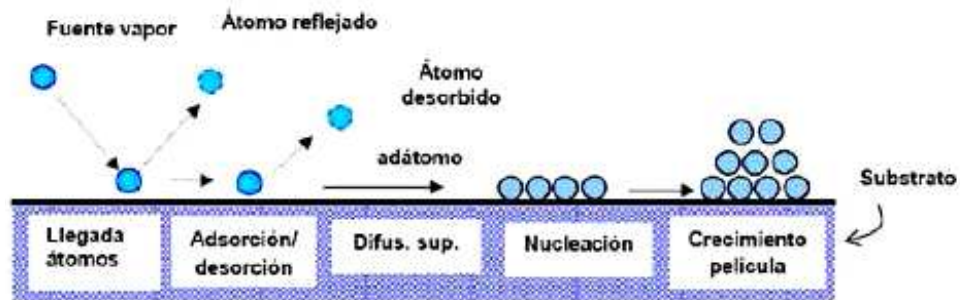 Fuente vapor
Átomo reflejado
Átomo
desorbido
adátomo
Substrato
Llegada
átomos
Adsorción/
desorción
Difus. sup.
Nucleación
Crecimiento
película